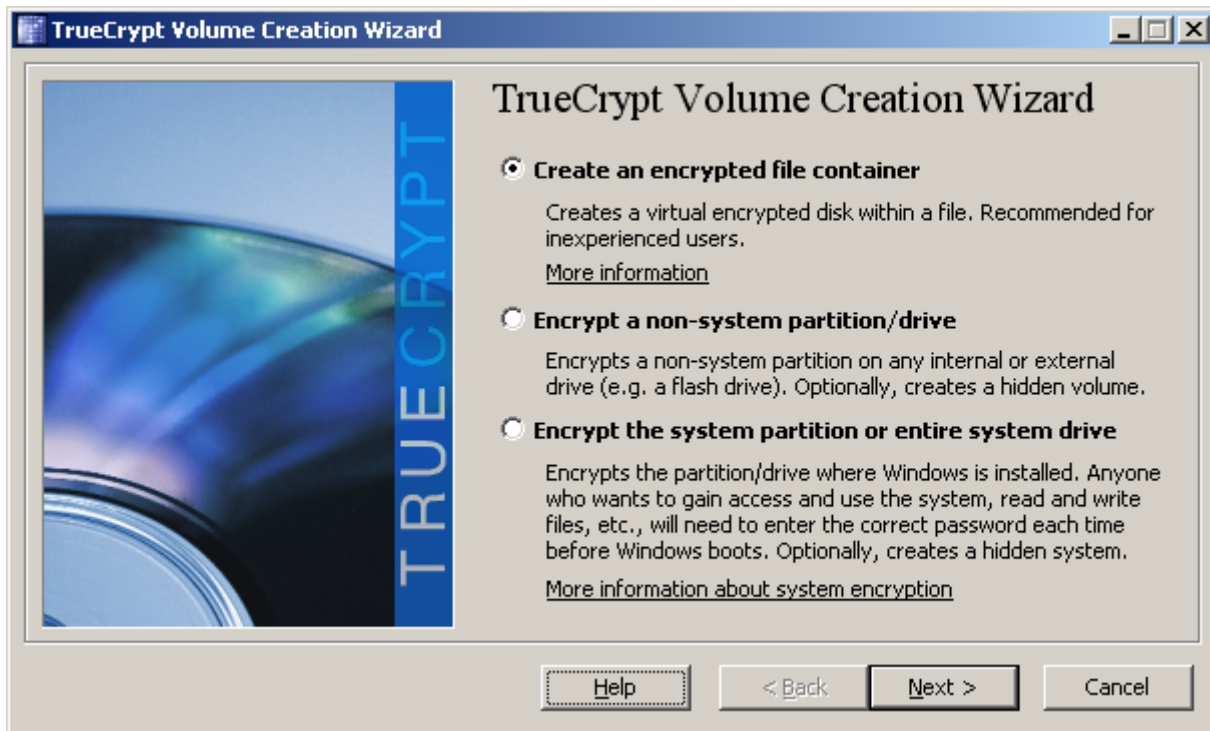 TrueCrypt Volume Creation Wizard
TRUECRYPT
TrueCrypt Volume Creation Wizard
Create an encrypted file container
Creates a virtual encrypted disk within a file. Recommended for
inexperienced users.
More information
Encrypt a non-system partition/drive
Encrypts a non-system partition on any internal or external
drive (e.g. a flash drive). Optionally, creates a hidden volume.
Encrypt the system partition or entire system drive
Encrypts the partition/drive where Windows is installed. Anyone
who wants to gain access and use the system, read and write
files, etc., will need to enter the correct password each time
before Windows boots. Optionally, creates a hidden system.
More information about system encryption
Help < Back Next > Cancel